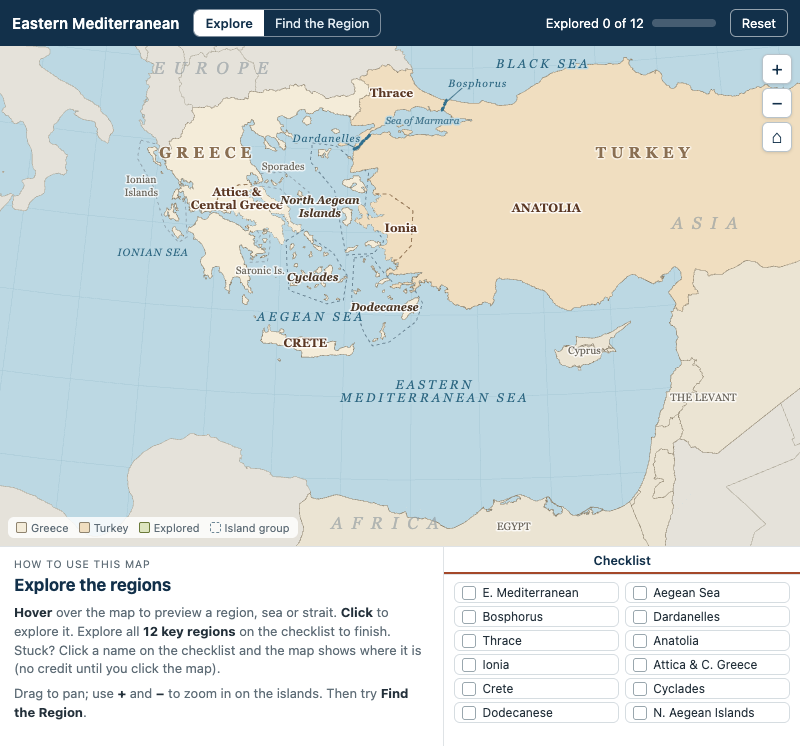 Eastern Mediterranean
Explore
Find the Region
Explored 0 of 12
Reset
EUROPE
BLACK SEA
+
Bosphorus
Thrace
−
Sea of Marmara
Dardanelles
GREECE
TURKEY
Sporades
Ionian
Islands
Attica &
Central Greece
North Aegean
Islands
ANATOLIA
ASIA
Ionia
IONIAN SEA
Saronic Is.
Cyclades
Dodecanese
AEGEAN SEA
CRETE
Cyprus
EASTERN
MEDITERRANEAN SEA
THE LEVANT
AFRICA
EGYPT
Greece
Turkey
Explored
Island group
HOW TO USE THIS MAP
Explore the regions
Hover over the map to preview a region, sea or strait. Click to
explore it. Explore all 12 key regions on the checklist to finish.
Stuck? Click a name on the checklist and the map shows where it is
(no credit until you click the map).
Drag to pan; use + and − to zoom in on the islands. Then try Find
the Region.
Checklist
E. Mediterranean
Aegean Sea
Bosphorus
Dardanelles
Thrace
Anatolia
Ionia
Attica & C. Greece
Crete
Cyclades
Dodecanese
N. Aegean Islands